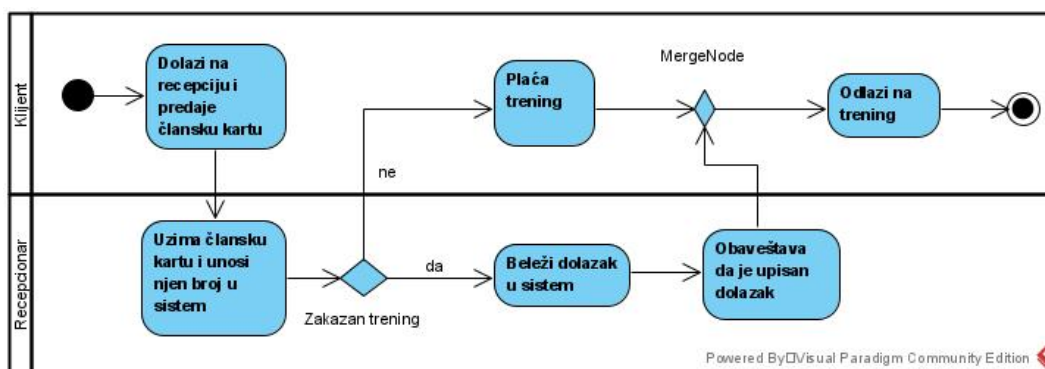 Klijent
Dolazi na
recepciju i
predaje
člansku kartu
Plaća
trening
MergeNode
Odlazi na
trening
ne
Recepcionar
Uzima člansku
kartu i unosi
njen broj u
sistem
Zakazan trening
da
Beleži dolazak
u sistem
Obaveštava
da je upisan
dolazak
Powered By Visual Paradigm Community Edition